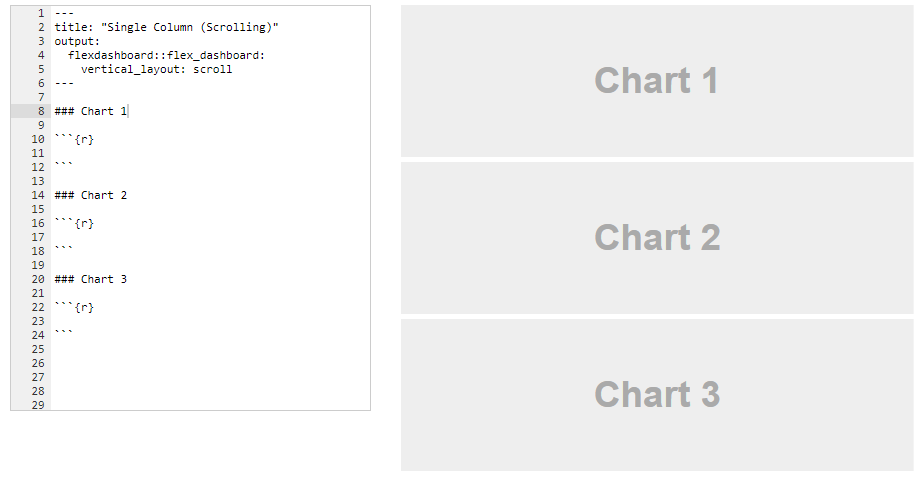 1 ---
2 title: "Single Column (Scrolling)"
3 output:
4   flexdashboard::flex_dashboard:
5     vertical_layout: scroll
6 ---
7
8 ### Chart 1
9
10 ```{r}
11
12 ```
13
14 ### Chart 2
15
16 ```{r}
17
18 ```
19
20 ### Chart 3
21
22 ```{r}
23
24 ```
25
26
27
28
29
Chart 1
Chart 2
Chart 3